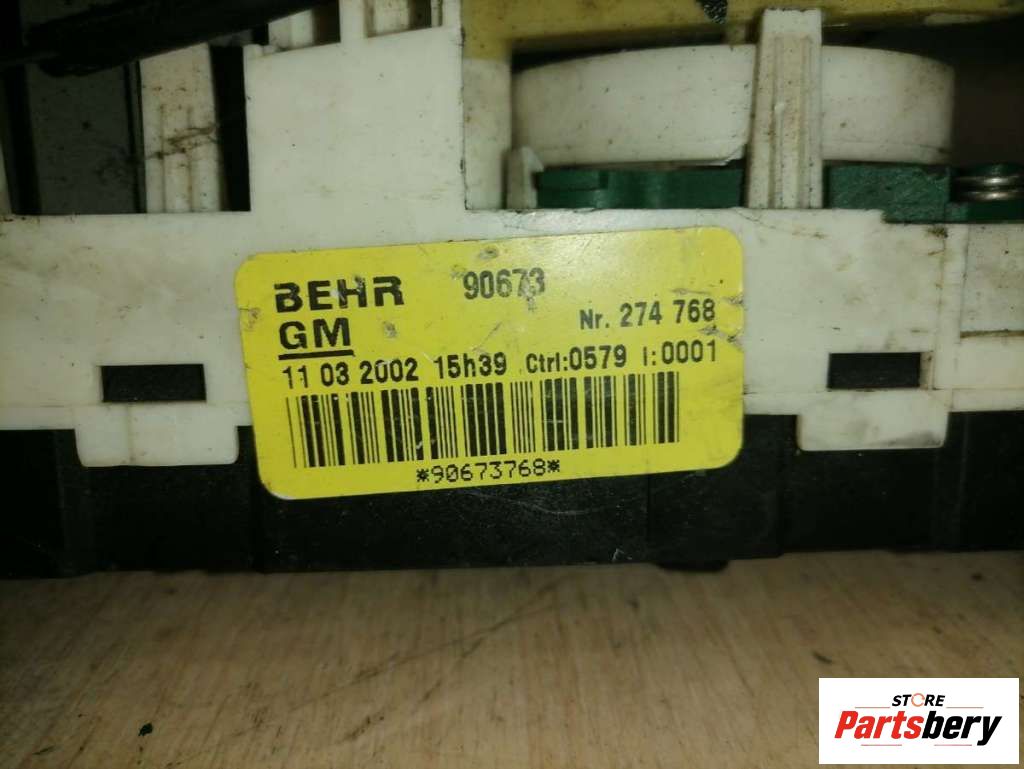 BEHR 90673
GM Nr. 274 768
11 03 2002 15h39 Ctrl:0579 I:0001
*90673768*
STORE
Partsbery